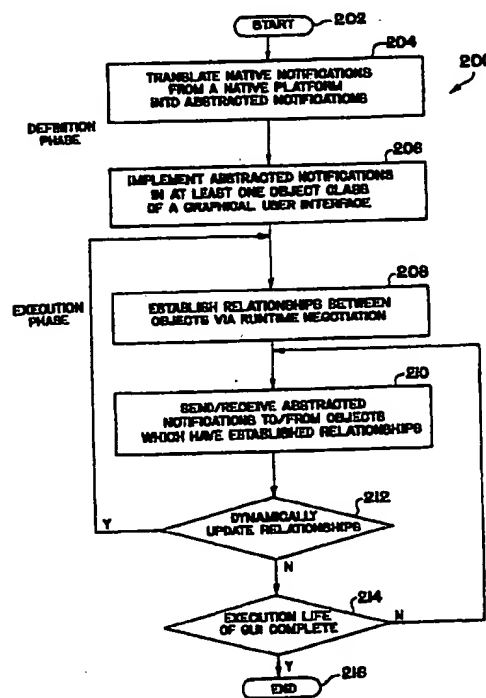 START
202
204
200
TRANSLATE NATIVE NOTIFICATIONS
FROM A NATIVE PLATFORM
INTO ABSTRACTED NOTIFICATIONS
DEFINITION
PHASE
206
IMPLEMENT ABSTRACTED NOTIFICATIONS
IN AT LEAST ONE OBJECT CLASS
OF A GRAPHICAL USER INTERFACE
208
EXECUTION
PHASE
ESTABLISH RELATIONSHIPS BETWEEN
OBJECTS VIA RUNTIME NEGOTIATION
210
SEND/RECEIVE ABSTRACTED
NOTIFICATIONS TO/FROM OBJECTS
WHICH HAVE ESTABLISHED RELATIONSHIPS
212
Y
DYNAMICALLY
UPDATE RELATIONSHIPS
N
214
EXECUTION LIFE
OF GUI COMPLETE
N
Y
END
216